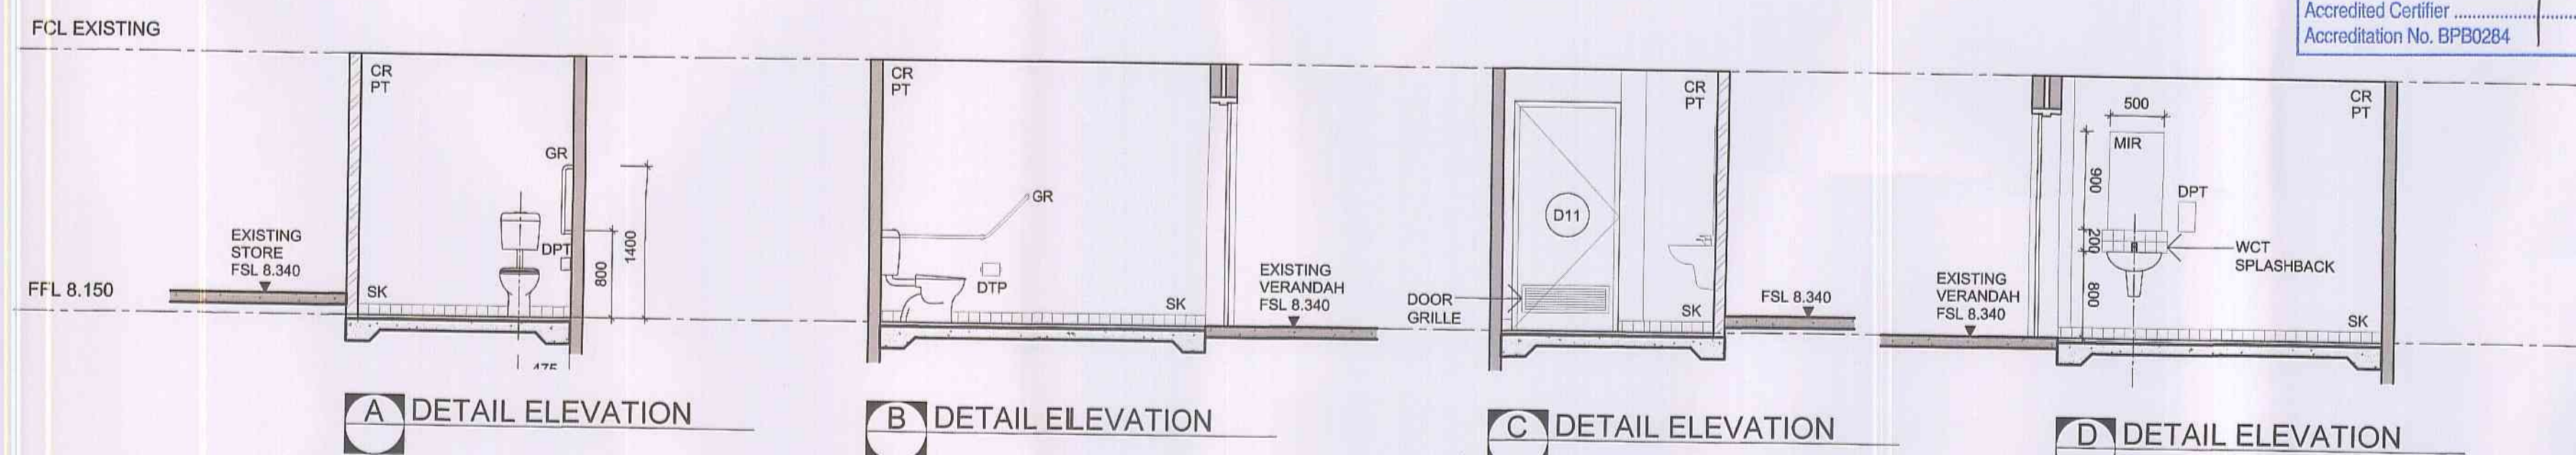 Accredited Certifier
Accreditation No. BPB0284
FCL EXISTING
FFL 8.150
EXISTING
STORE
FSL 8.340
CR
PT
GR
DPT
SK
800
1400
475
A DETAIL ELEVATION
CR
PT
GR
DTP
SK
EXISTING
VERANDAH
FSL 8.340
B DETAIL ELEVATION
CR
PT
D11
DOOR
GRILLE
SK
FSL 8.340
C DETAIL ELEVATION
500
CR
PT
MIR
900
DPT
200
WCT
SPLASHBACK
800
EXISTING
VERANDAH
FSL 8.340
SK
D DETAIL ELEVATION